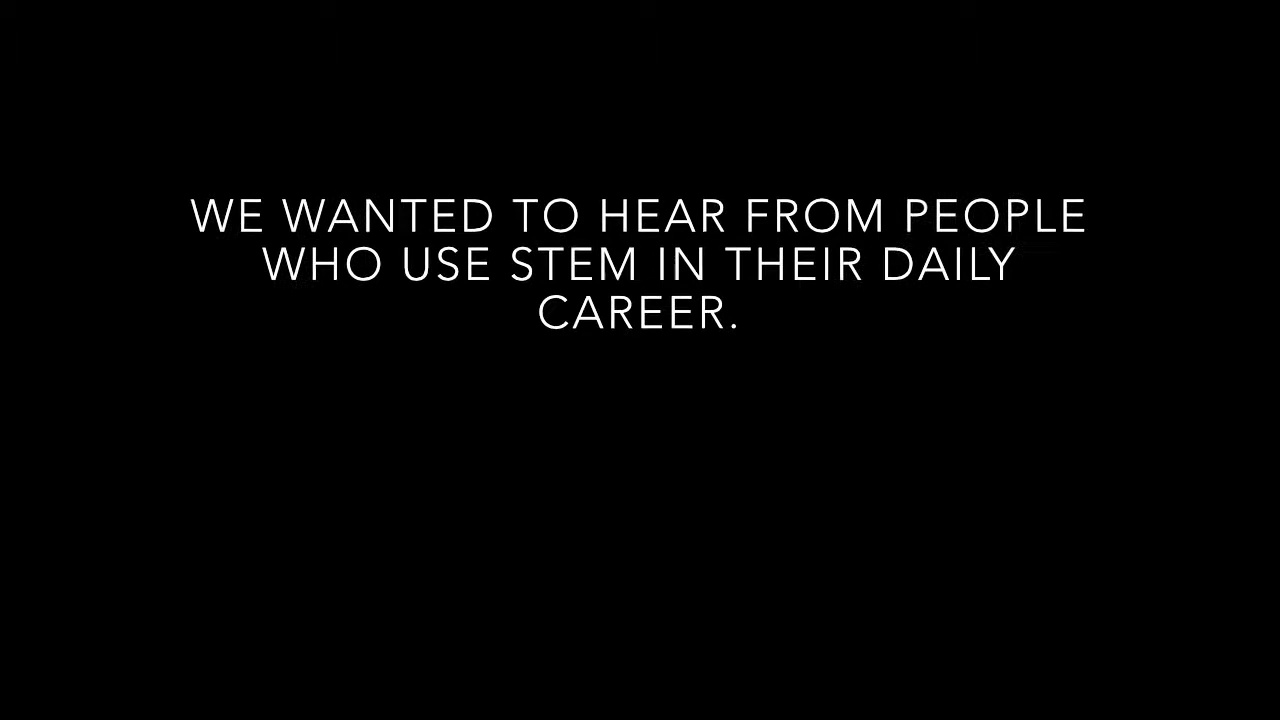 WE WANTED TO HEAR FROM PEOPLE
WHO USE STEM IN THEIR DAILY
CAREER.